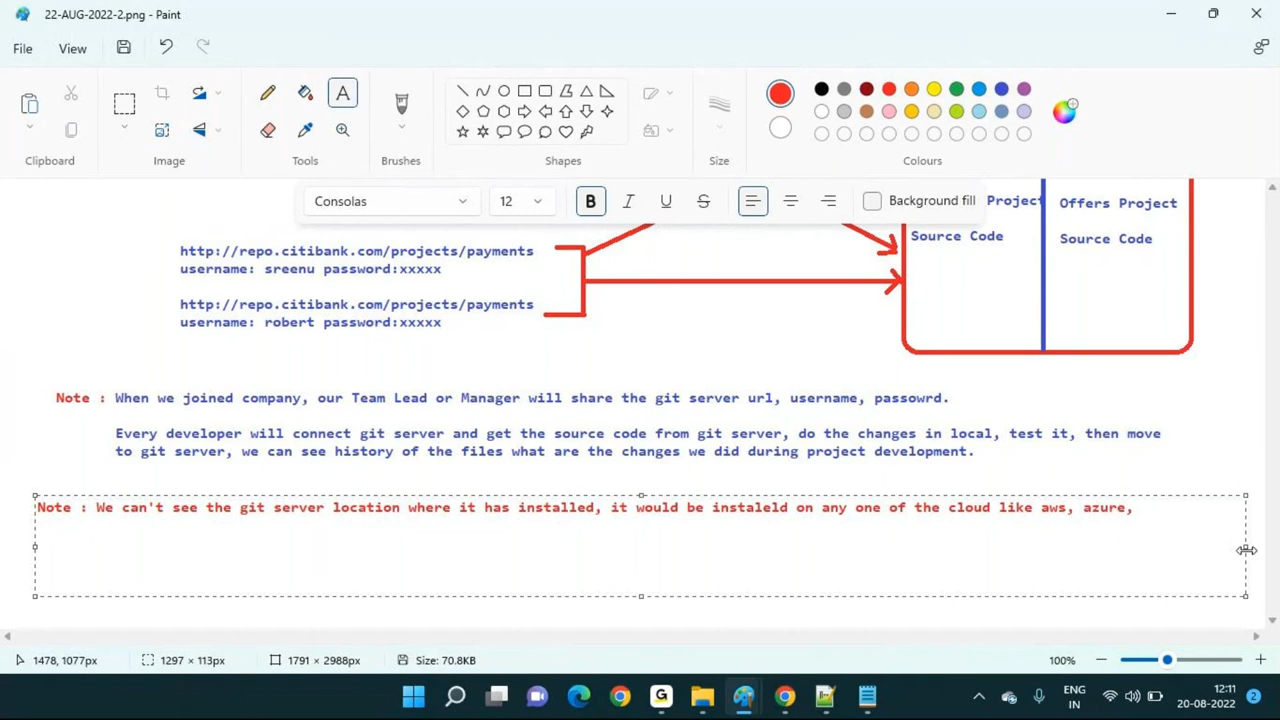 22-AUG-2022-2.png - Paint
File View
Clipboard Image Tools Brushes Shapes Size Colours
Consolas 12 B I U S Background fill
Project Offers Project
Source Code Source Code
http://repo.citibank.com/projects/payments
username: sreenu password:xxxxx
http://repo.citibank.com/projects/payments
username: robert password:xxxxx
Note : When we joined company, our Team Lead or Manager will share the git server url, username, passowrd.
Every developer will connect git server and get the source code from git server, do the changes in local, test it, then move
to git server, we can see history of the files what are the changes we did during project development.
Note : We can't see the git server location where it has installed, it would be instaleld on any one of the cloud like aws, azure,
1478, 1077px 1297 × 113px 1791 × 2988px Size: 70.8KB 100%
ENG 12:11
IN 20-08-2022 2